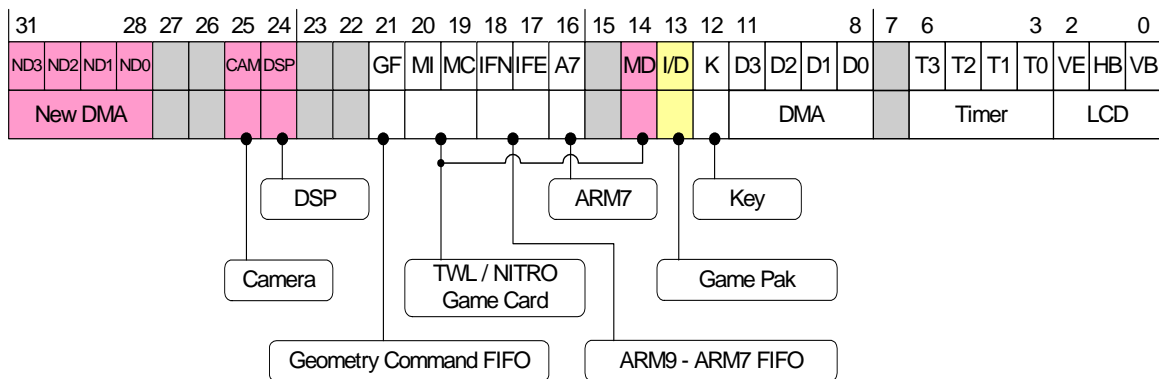 31 28 27 26 25 24 23 22 21 20 19 18 17 16 15 14 13 12 11 8 7 6 3 2 0
ND3 ND2 ND1 ND0 CAM DSP GF MI MC IFN IFE A7 MD I/D K D3 D2 D1 D0 T3 T2 T1 T0 VE HB VB
New DMA DMA Timer LCD
DSP ARM7 Key
Camera
TWL / NITRO
Game Card
Game Pak
Geometry Command FIFO
ARM9 - ARM7 FIFO